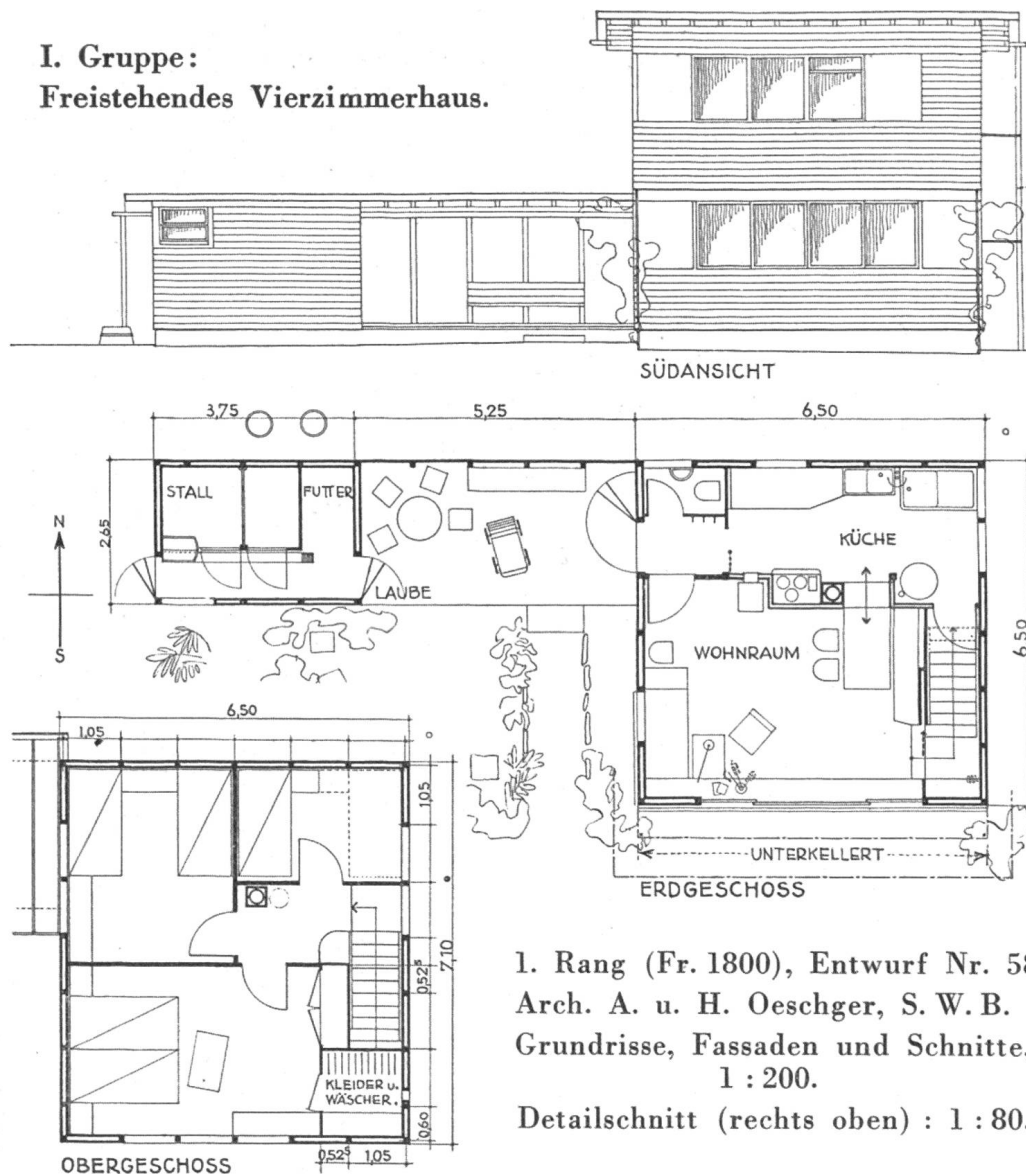 I. Gruppe:
Freistehendes Vierzimmerhaus.
SÜDANSICHT
3,75
5,25
6,50
2,65
N
S
STALL
FUTTER
LAUBE
KÜCHE
WOHNRAUM
6,50
UNTERKELLERT
ERDGESCHOSS
6,50
1,05
1,05
7,10
0,52⁵
0,60
KLEIDER u.
WÄSCHER.
0,52⁵ 1,05
OBERGESCHOSS
1. Rang (Fr. 1800), Entwurf Nr. 58
Arch. A. u. H. Oeschger, S. W. B.
Grundrisse, Fassaden und Schnitte.
1 : 200.
Detailschnitt (rechts oben) : 1 : 80.